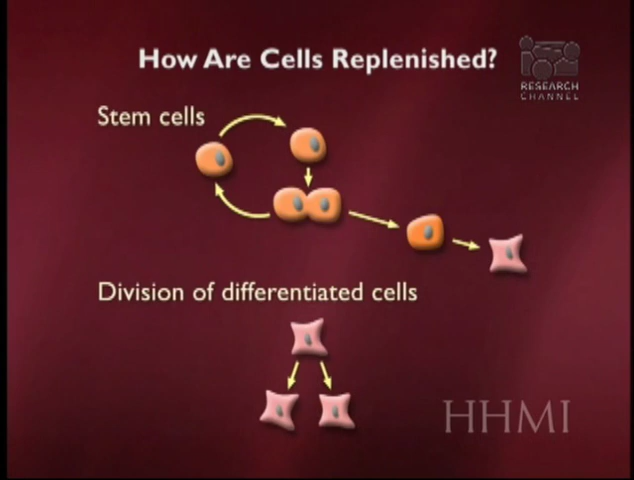 How Are Cells Replenished?
RESEARCH
CHANNEL
Stem cells
Division of differentiated cells
HHMI